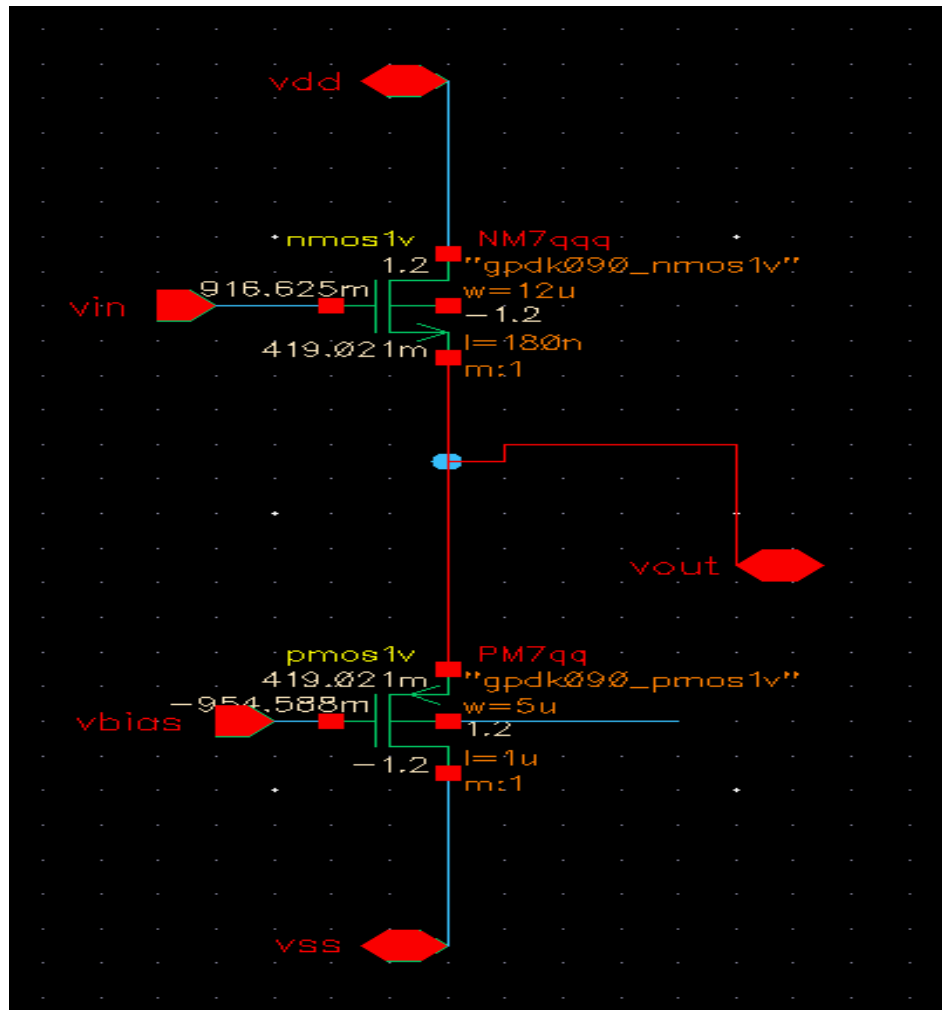 vdd
nmos1v NM7qqq
1.2 "gpdk090_nmos1v"
916.625m w=12u
vin -1.2
419.021m l=180n
m:1
vout
pmos1v PM7qq
419.021m "gpdk090_pmos1v"
-954.588m w=5u
vbias 1.2
-1.2 l=1u
m:1
vss